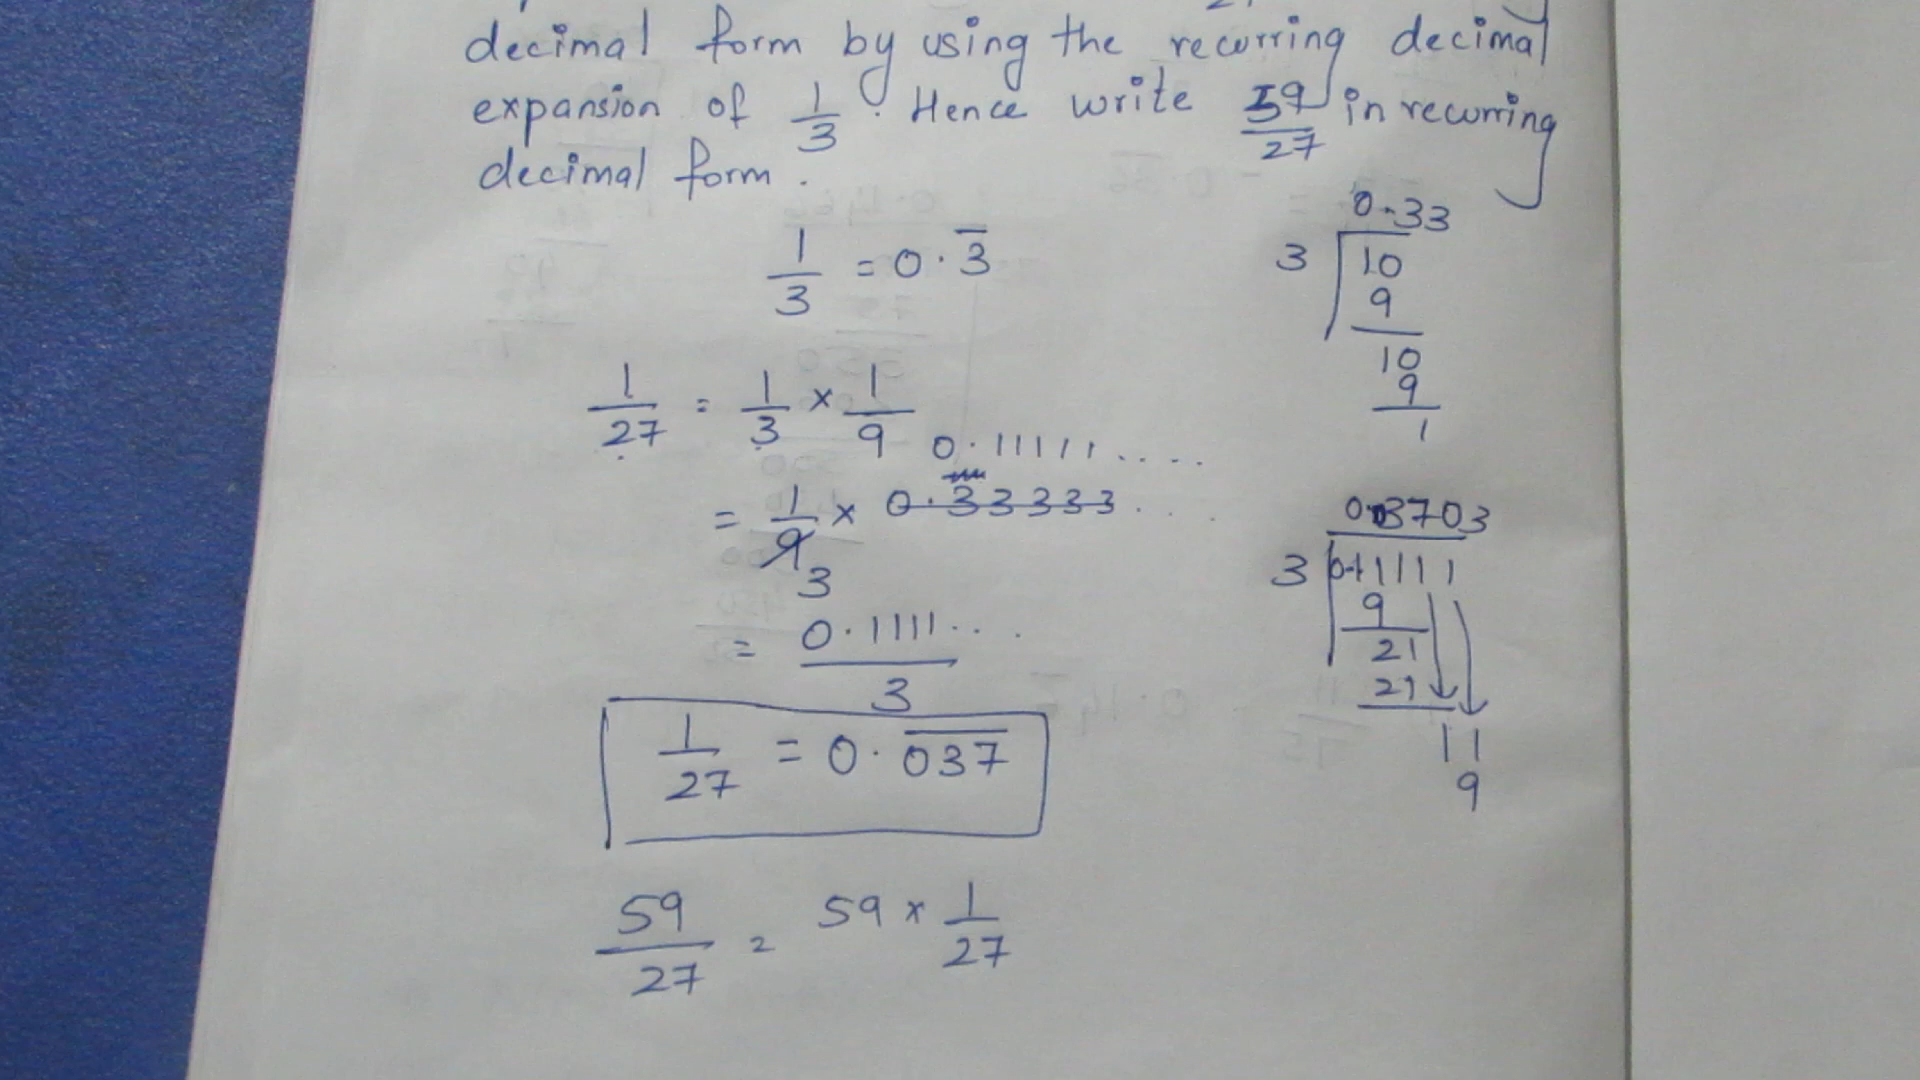 decimal form by using the recurring decimal
expansion of 1/3. Hence write 59/27 in recurring
decimal form.
1/3 = 0.3̅
0.33
3 10
9
10
9
1
1/27 = 1/3 × 1/9
0.11111....
= 1/9 × 0.33333...
3
= 0.1111... / 3
1/27 = 0.0̅3̅7̅
0.03703
3 0.11111
9
21
21
11
9
59/27 = 59 × 1/27